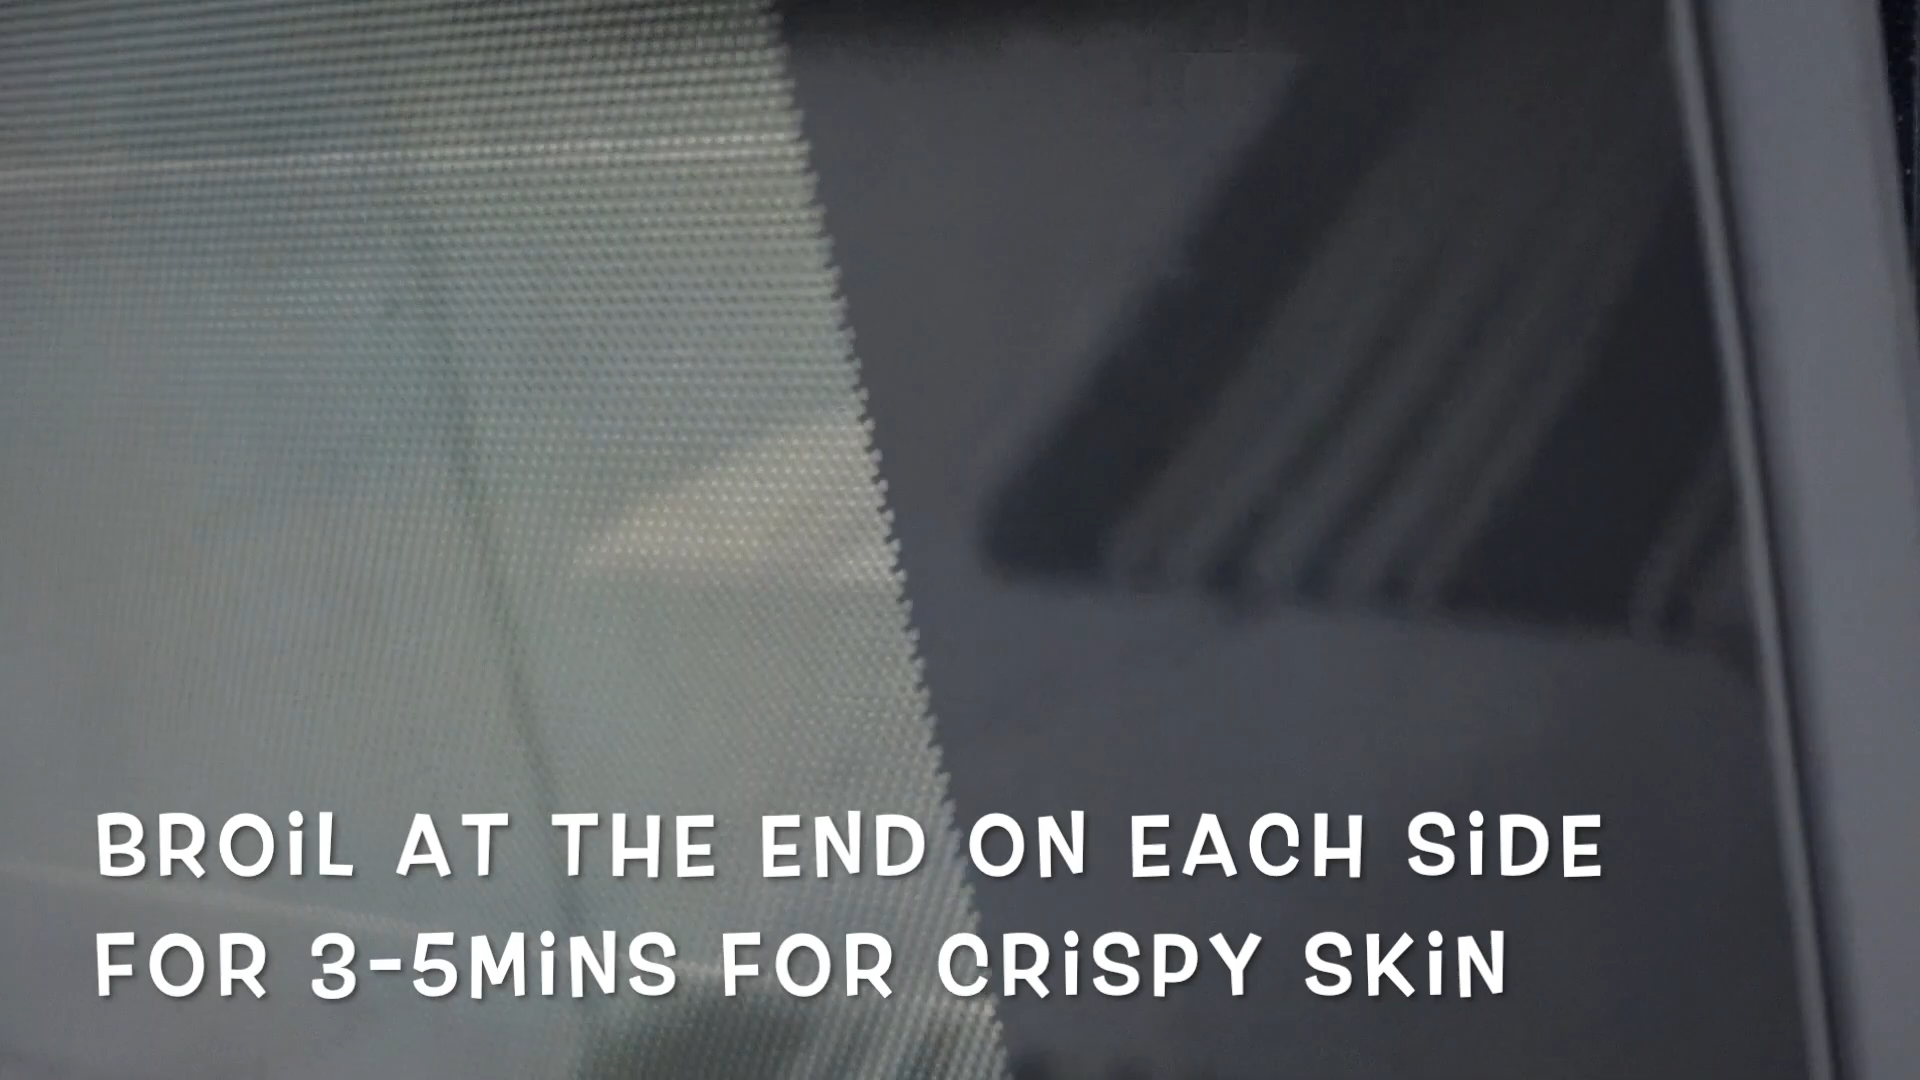 BROiL AT THE END ON EACH SiDE
FOR 3-5MiNS FOR CRiSPY SKiN